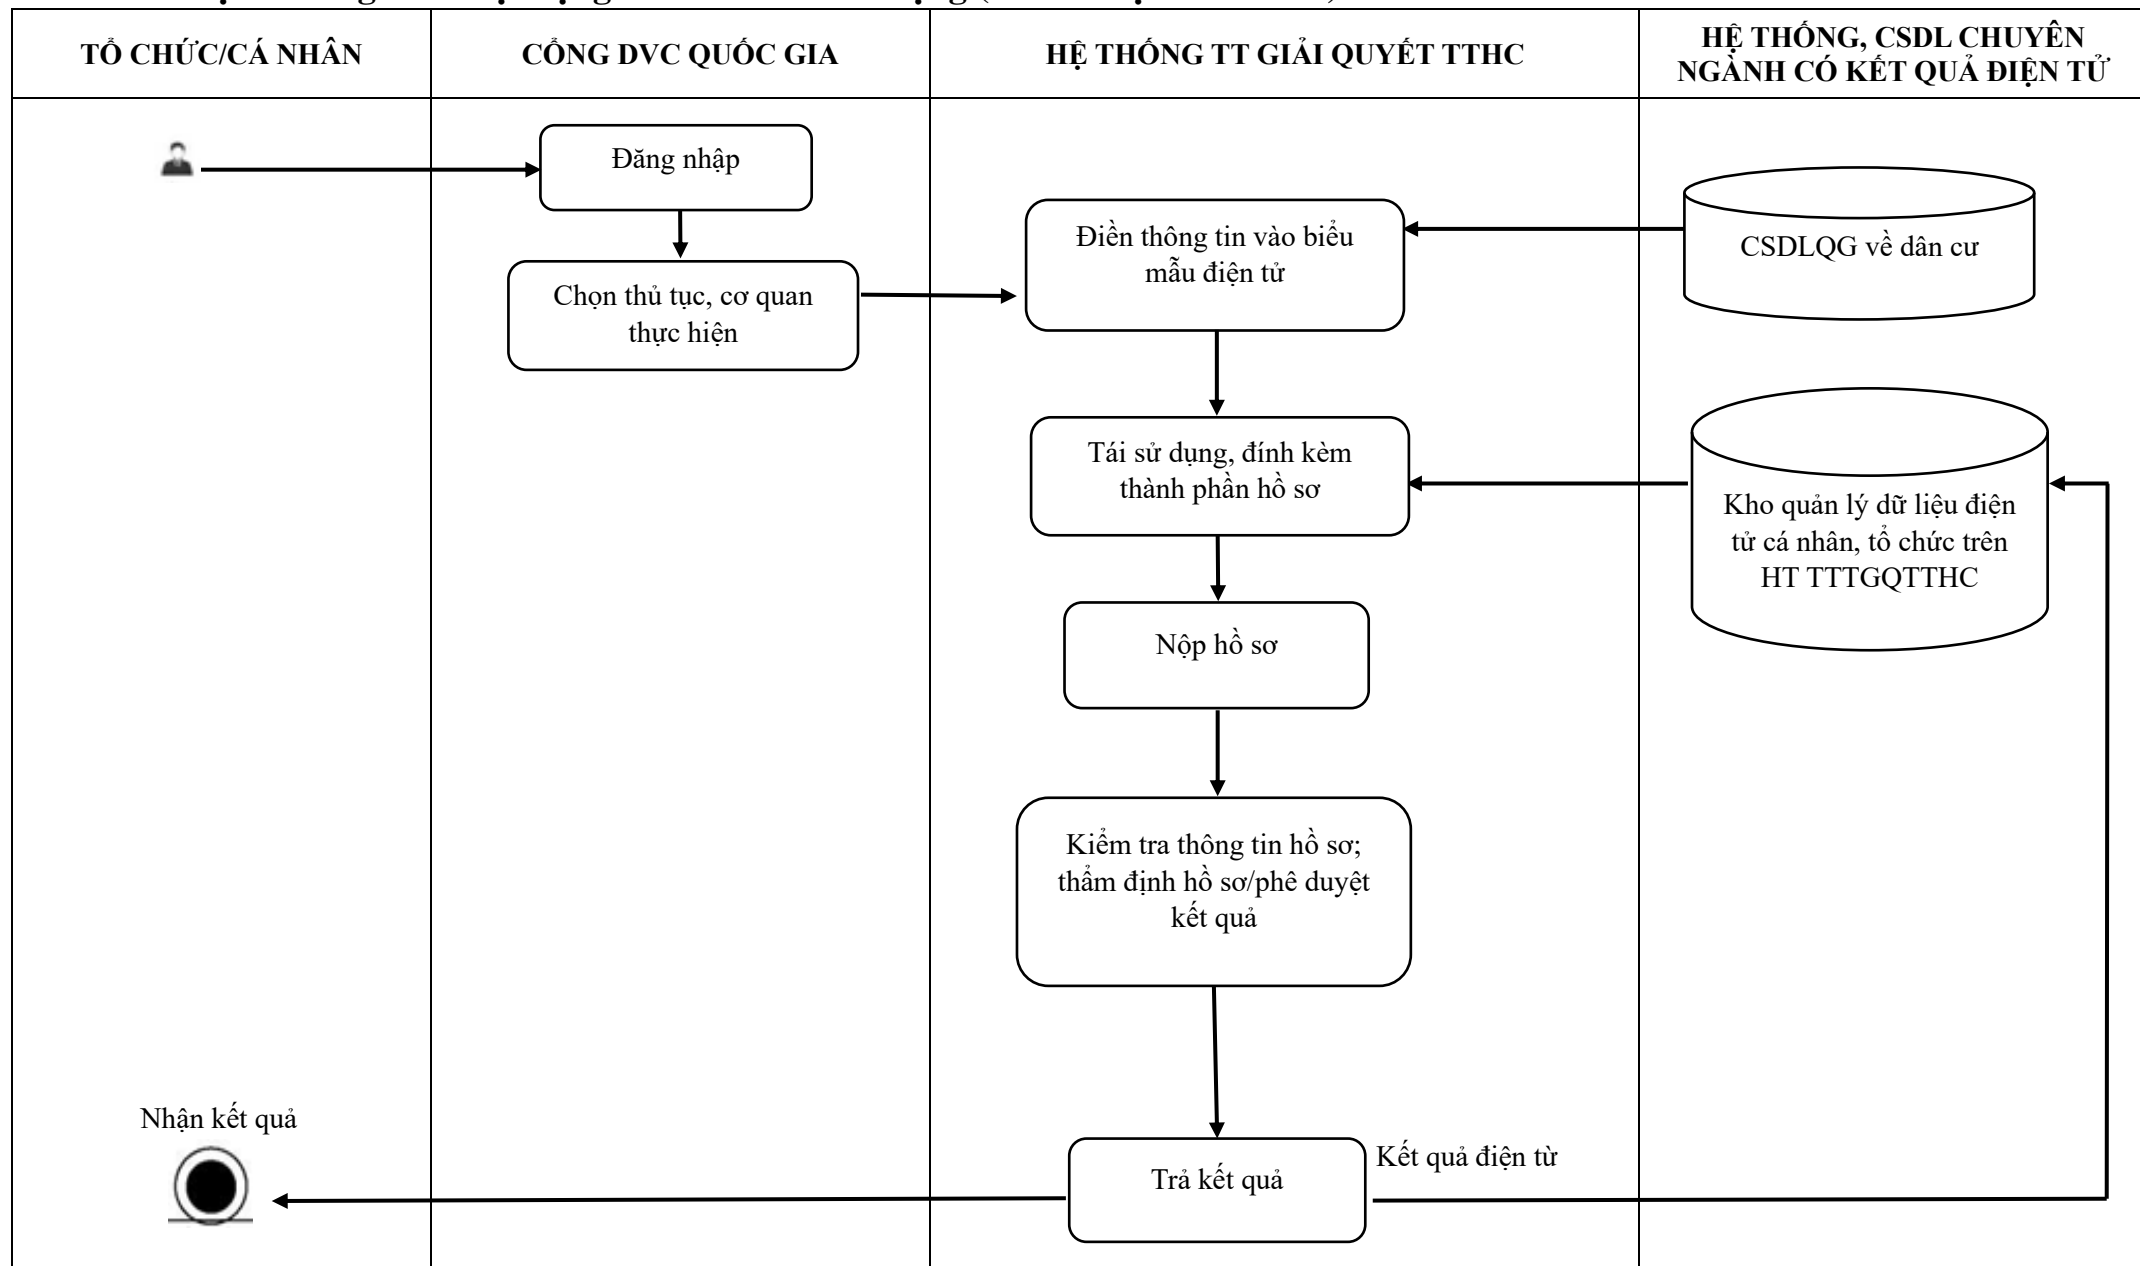 TỔ CHỨC/CÁ NHÂN
CỔNG DVC QUỐC GIA
HỆ THỐNG TT GIẢI QUYẾT TTHC
HỆ THỐNG, CSDL CHUYÊN
NGÀNH CÓ KẾT QUẢ ĐIỆN TỬ
Đăng nhập
Chọn thủ tục, cơ quan
thực hiện
Điền thông tin vào biểu
mẫu điện tử
CSDLQG về dân cư
Tái sử dụng, đính kèm
thành phần hồ sơ
Kho quản lý dữ liệu điện
tử cá nhân, tổ chức trên
HT TTTGQTTHC
Nộp hồ sơ
Kiểm tra thông tin hồ sơ;
thẩm định hồ sơ/phê duyệt
kết quả
Nhận kết quả
Trả kết quả
Kết quả điện từ